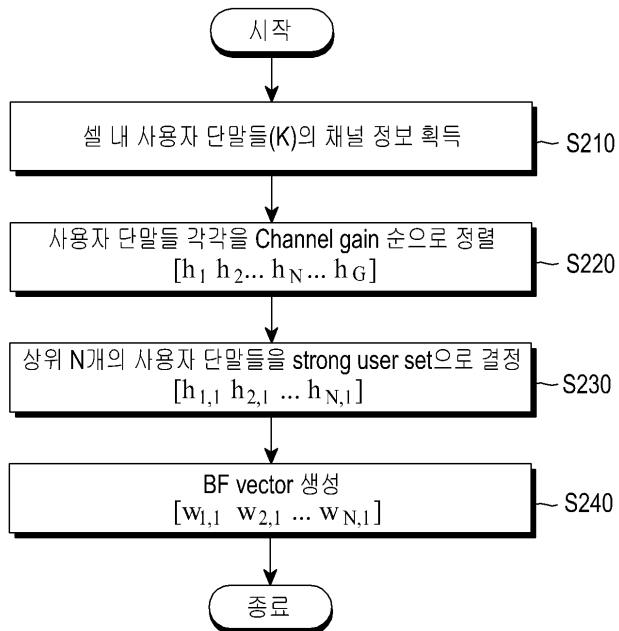 시작
셀 내 사용자 단말들(K)의 채널 정보 획득
S210
사용자 단말들 각각을 Channel gain 순으로 정렬
[h₁ h₂... h_N... h_G]
S220
상위 N개의 사용자 단말들을 strong user set으로 결정
[h₁,₁ h₂,₁ ... h_N,₁]
S230
BF vector 생성
[w₁,₁ w₂,₁ ... w_N,₁]
S240
종료